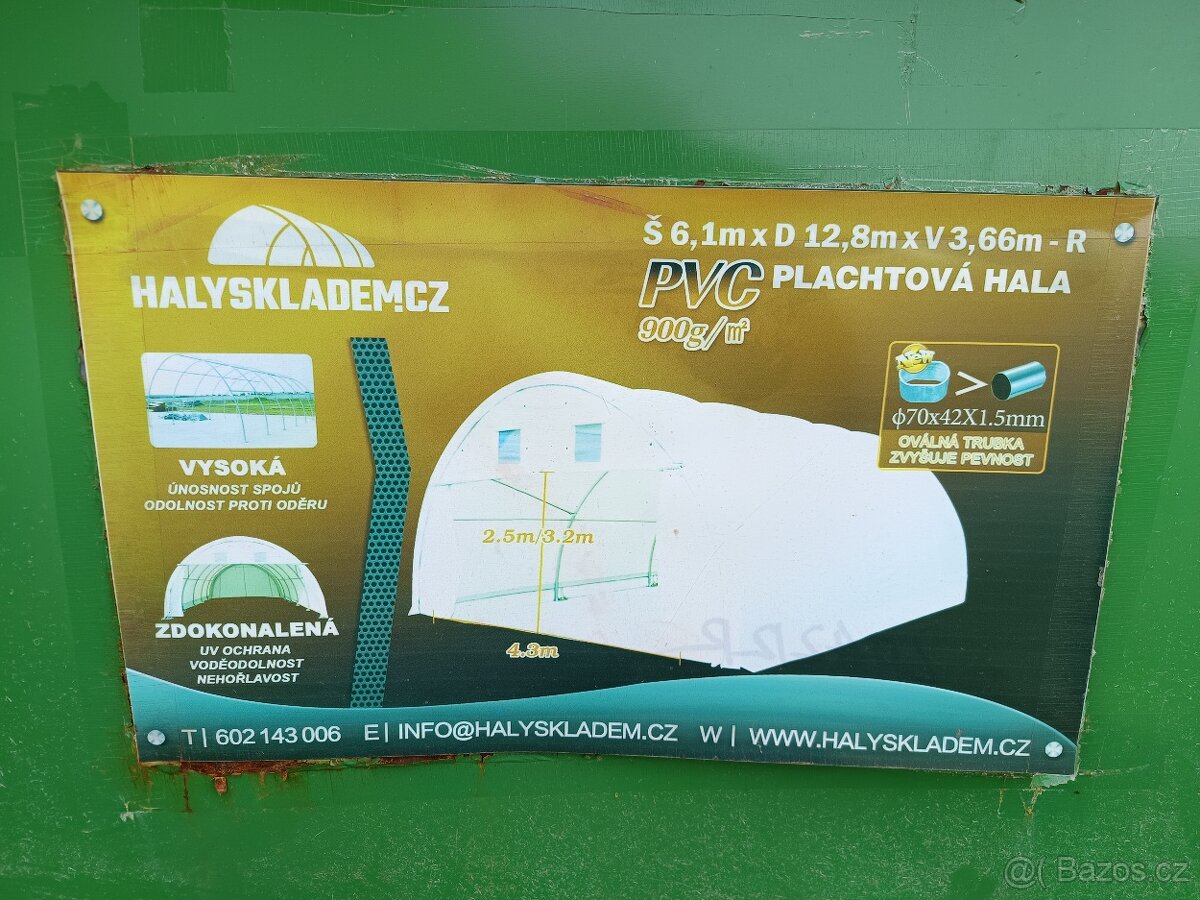 HALYSKLADEM.CZ
Š 6,1m x D 12,8m x V 3,66m - R
PVC PLACHTOVÁ HALA
900g/㎡
NEW
ϕ70x42X1.5mm
OVÁLNÁ TRUBKA
ZVYŠUJE PEVNOST
VYSOKÁ
ÚNOSNOST SPOJŮ
ODOLNOST PROTI ODĚRU
2.5m/3.2m
4.3m
ZDOKONALENÁ
UV OCHRANA
VODĚODOLNOST
NEHOŘLAVOST
T| 602 143 006 E| INFO@HALYSKLADEM.CZ W| WWW.HALYSKLADEM.CZ
@( Bazos.cz